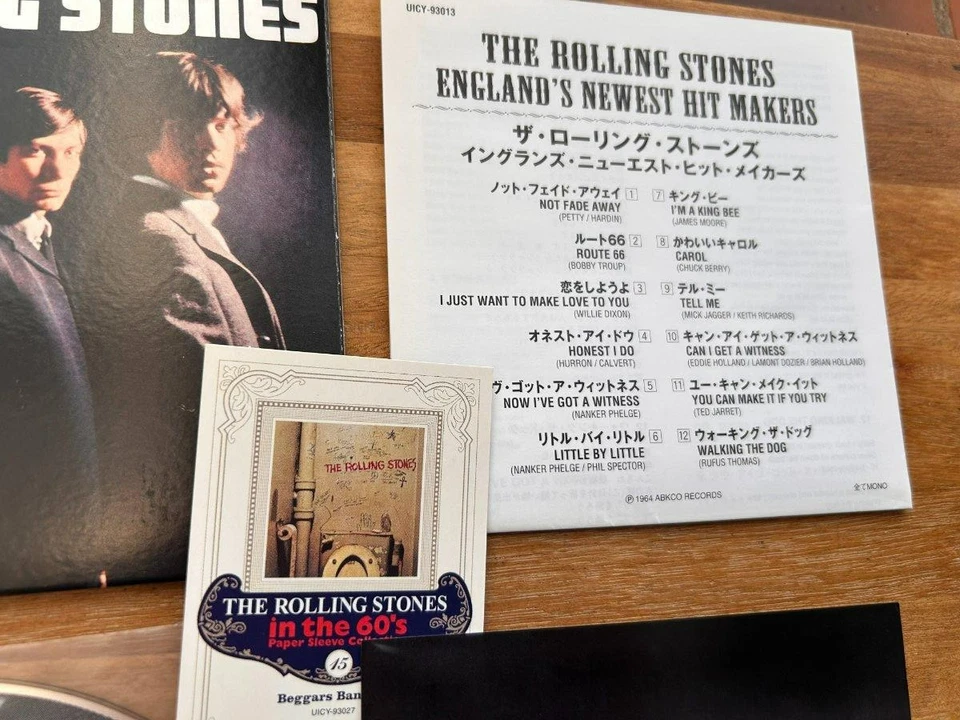 G STONES
UICY-93013
THE ROLLING STONES
ENGLAND'S NEWEST HIT MAKERS
ザ・ローリング・ストーンズ
イングランズ・ニューエスト・ヒット・メイカーズ
ノット・フェイド・アウェイ 1
NOT FADE AWAY
(PETTY / HARDIN)
ルート66 2
ROUTE 66
(BOBBY TROUP)
恋をしようよ 3
I JUST WANT TO MAKE LOVE TO YOU
(WILLIE DIXON)
オネスト・アイ・ドウ 4
HONEST I DO
(HURRON / CALVERT)
ヴ・ゴット・ア・ウィットネス 5
NOW I'VE GOT A WITNESS
(NANKER PHELGE)
リトル・バイ・リトル 6
LITTLE BY LITTLE
(NANKER PHELGE / PHIL SPECTOR)
7 キング・ビー
I'M A KING BEE
(JAMES MOORE)
8 かわいいキャロル
CAROL
(CHUCK BERRY)
9 テル・ミー
TELL ME
(MICK JAGGER / KEITH RICHARDS)
10 キャン・アイ・ゲット・ア・ウィットネス
CAN I GET A WITNESS
(EDDIE HOLLAND / LAMONT DOZIER / BRIAN HOLLAND)
11 ユー・キャン・メイク・イット
YOU CAN MAKE IT IF YOU TRY
(TED JARRET)
12 ウォーキング・ザ・ドッグ
WALKING THE DOG
(RUFUS THOMAS)
℗ 1964 ABKCO RECORDS
全てMONO
THE ROLLING STONES
THE ROLLING STONES
in the 60's
Paper Sleeve
15
Beggars Ban
UICY-93027